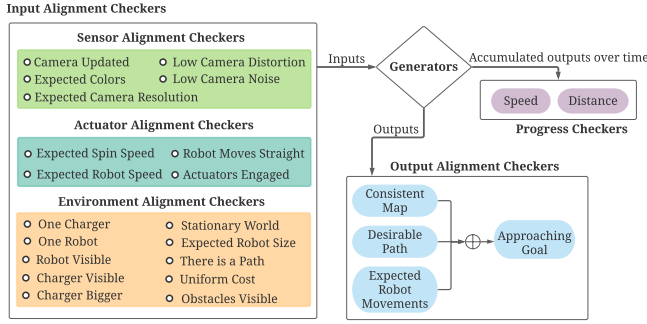 Input Alignment Checkers
Sensor Alignment Checkers
Camera Updated
Low Camera Distortion
Expected Colors
Low Camera Noise
Expected Camera Resolution
Actuator Alignment Checkers
Expected Spin Speed
Robot Moves Straight
Expected Robot Speed
Actuators Engaged
Environment Alignment Checkers
One Charger
Stationary World
One Robot
Expected Robot Size
Robot Visible
There is a Path
Charger Visible
Uniform Cost
Charger Bigger
Obstacles Visible
Inputs
Generators
Accumulated outputs over time
Speed
Distance
Progress Checkers
Outputs
Output Alignment Checkers
Consistent
Map
Desirable
Path
Expected
Robot
Movements
Approaching
Goal